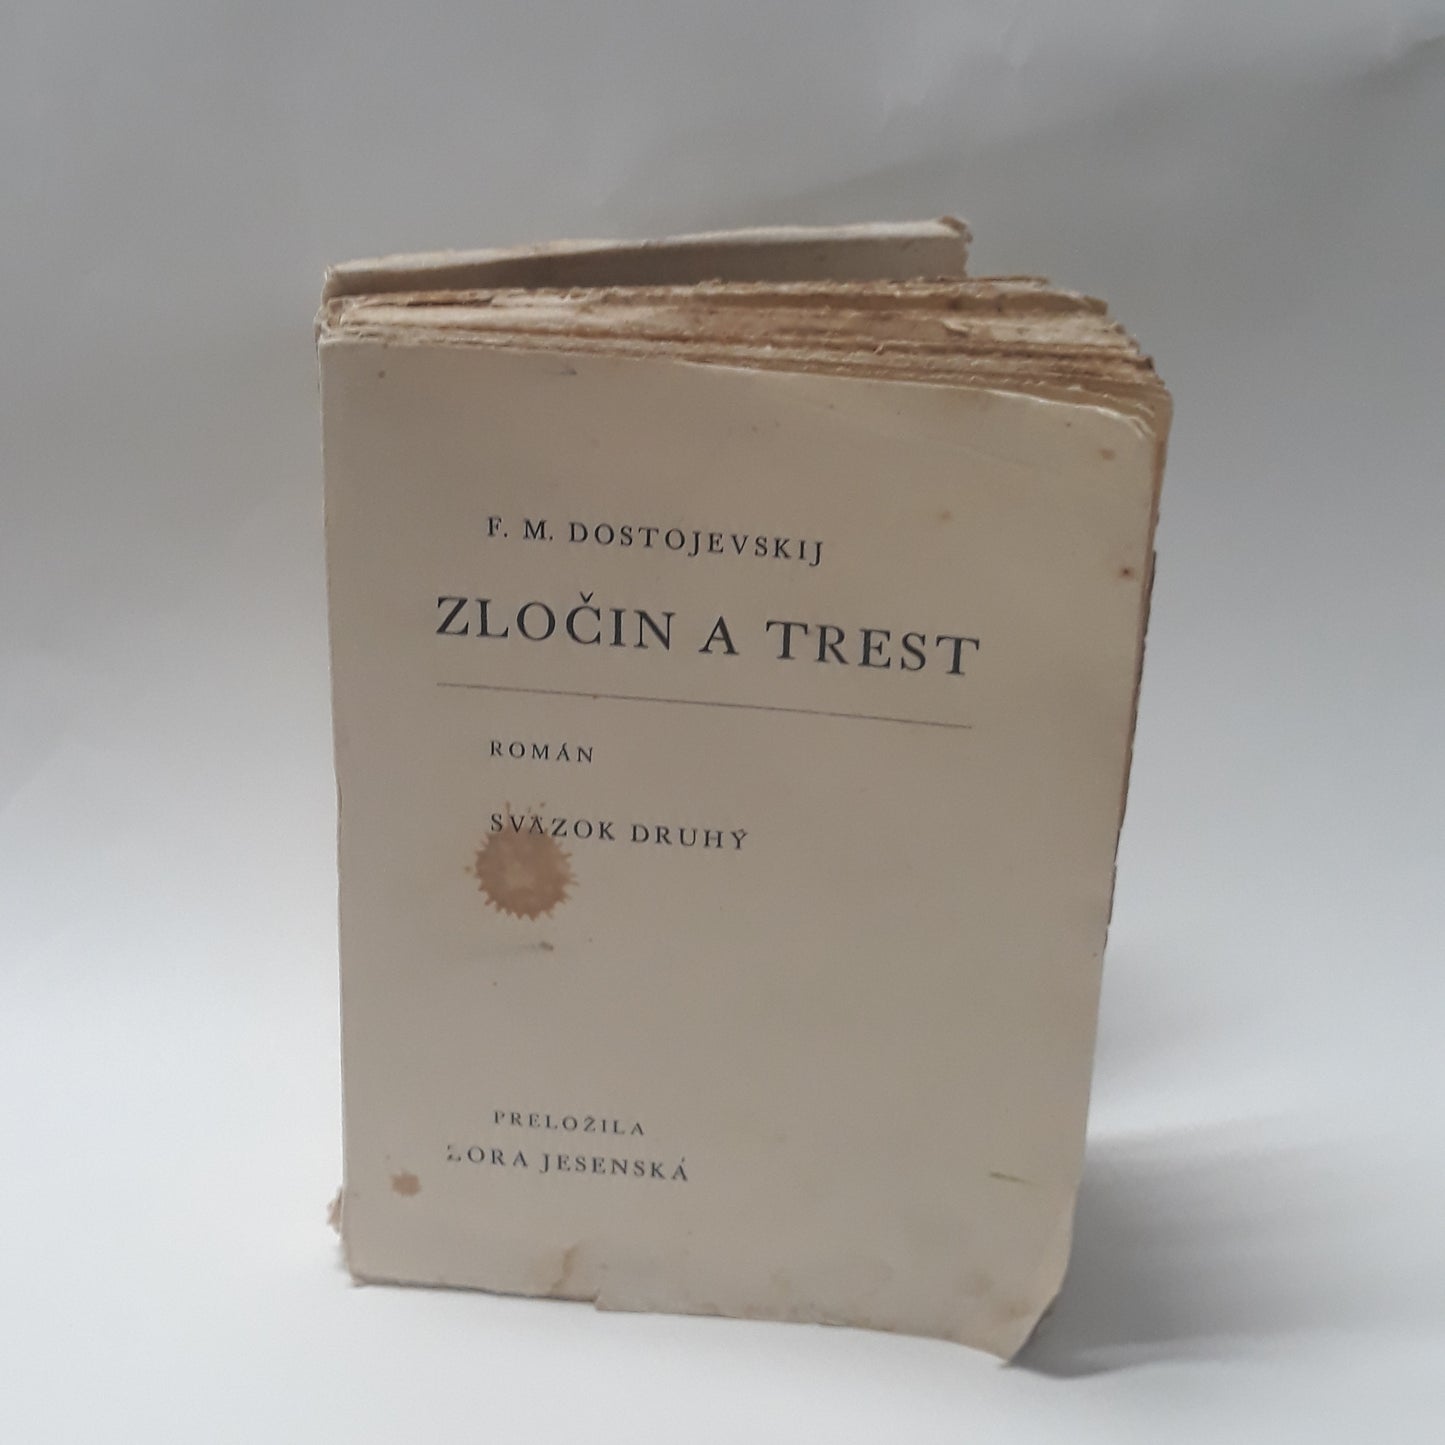 F. M. DOSTOJEVSKIJ
ZLOČIN A TREST
ROMÁN
SVÄZOK DRUHÝ
PRELOŽILA
ZORA JESENSKÁ